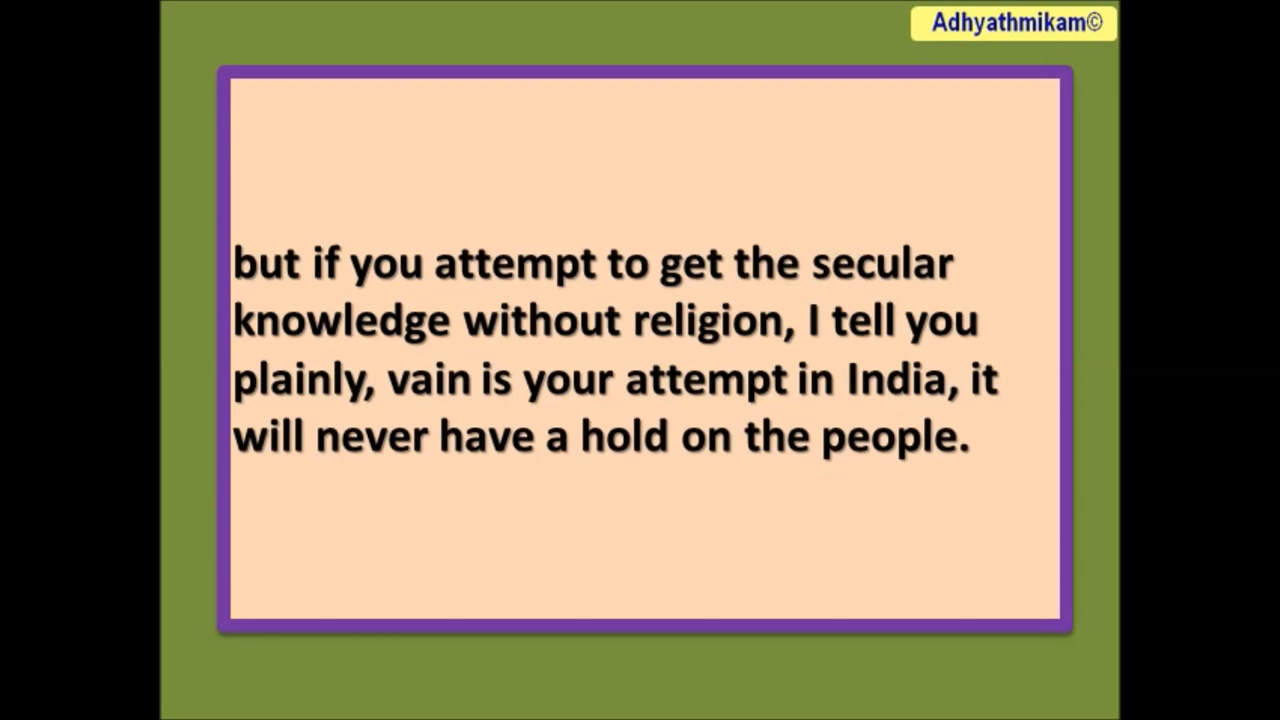 Adhyathmikam©
but if you attempt to get the secular
knowledge without religion, I tell you
plainly, vain is your attempt in India, it
will never have a hold on the people.